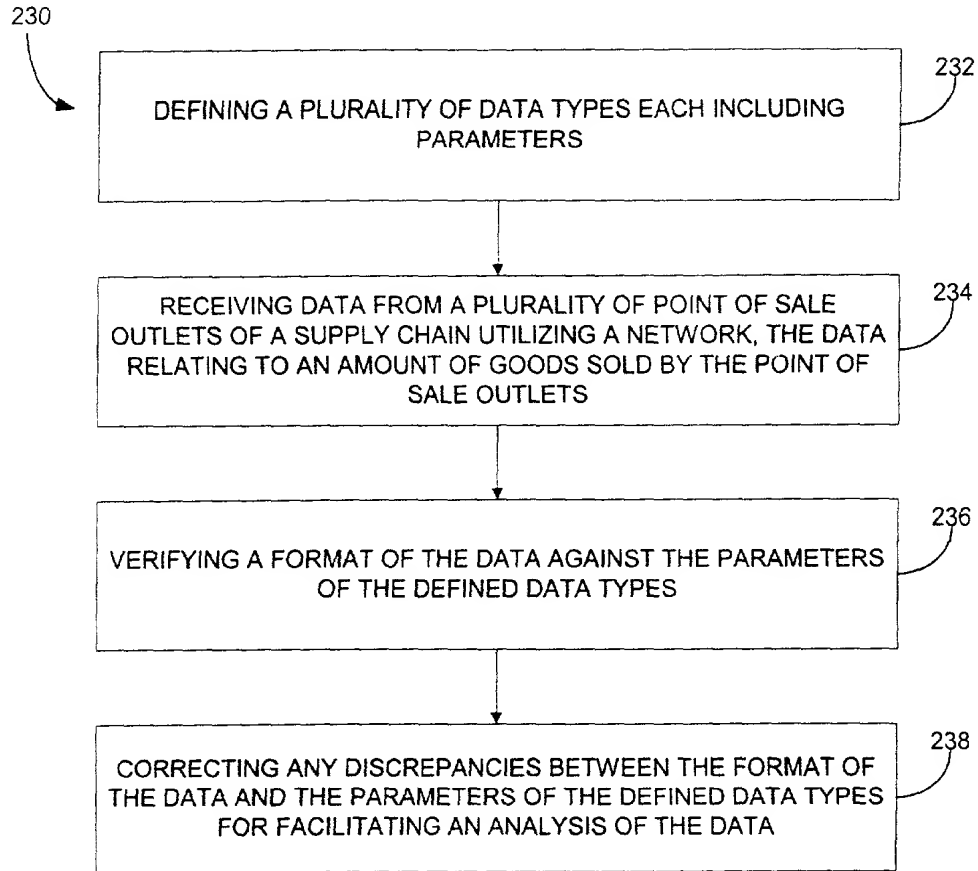 230
232
DEFINING A PLURALITY OF DATA TYPES EACH INCLUDING
PARAMETERS
234
RECEIVING DATA FROM A PLURALITY OF POINT OF SALE
OUTLETS OF A SUPPLY CHAIN UTILIZING A NETWORK, THE DATA
RELATING TO AN AMOUNT OF GOODS SOLD BY THE POINT OF
SALE OUTLETS
236
VERIFYING A FORMAT OF THE DATA AGAINST THE PARAMETERS
OF THE DEFINED DATA TYPES
238
CORRECTING ANY DISCREPANCIES BETWEEN THE FORMAT OF
THE DATA AND THE PARAMETERS OF THE DEFINED DATA TYPES
FOR FACILITATING AN ANALYSIS OF THE DATA